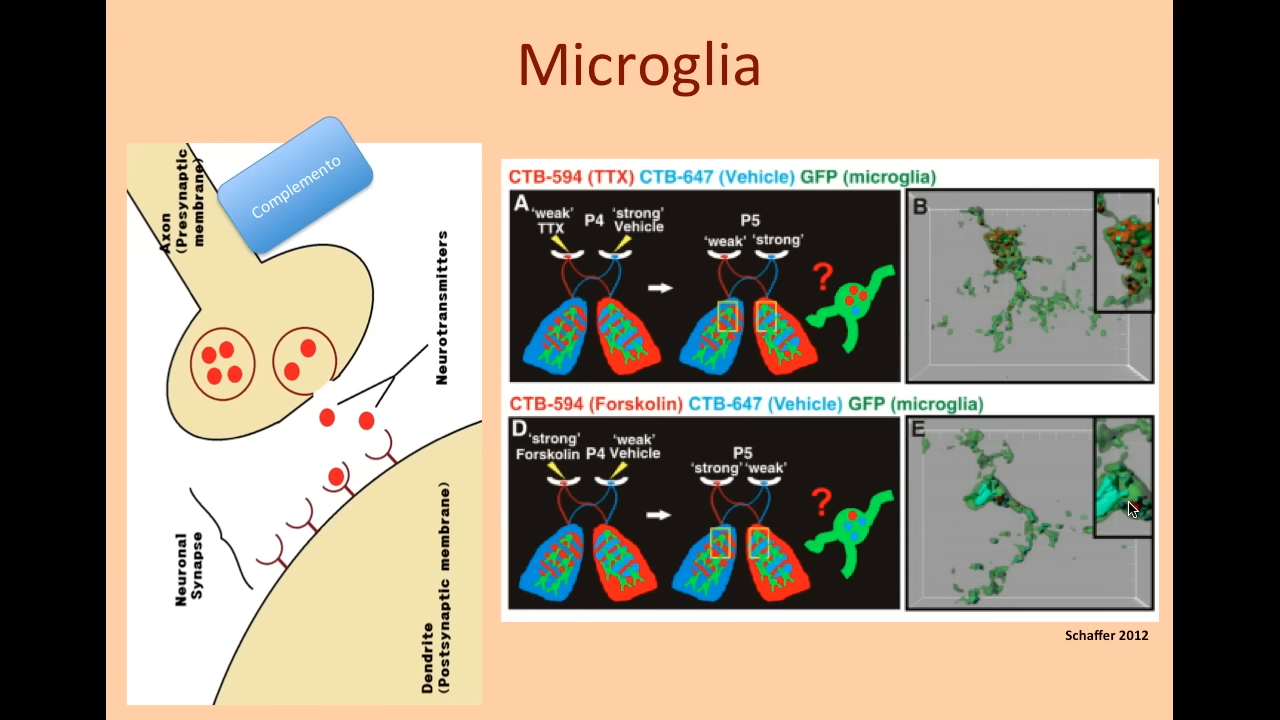 Microglia
Complemento
Axon
(Presynaptic
membrane)
Neurotransmitters
Neuronal
Synapse
Dendrite
(Postsynaptic membrane)
CTB-594 (TTX) CTB-647 (Vehicle) GFP (microglia)
A
'weak'
TTX
P4
'strong'
Vehicle
P5
'weak' 'strong'
?
B
CTB-594 (Forskolin) CTB-647 (Vehicle) GFP (microglia)
D
'strong'
Forskolin
P4
'weak'
Vehicle
P5
'strong' 'weak'
?
E
Schaffer 2012